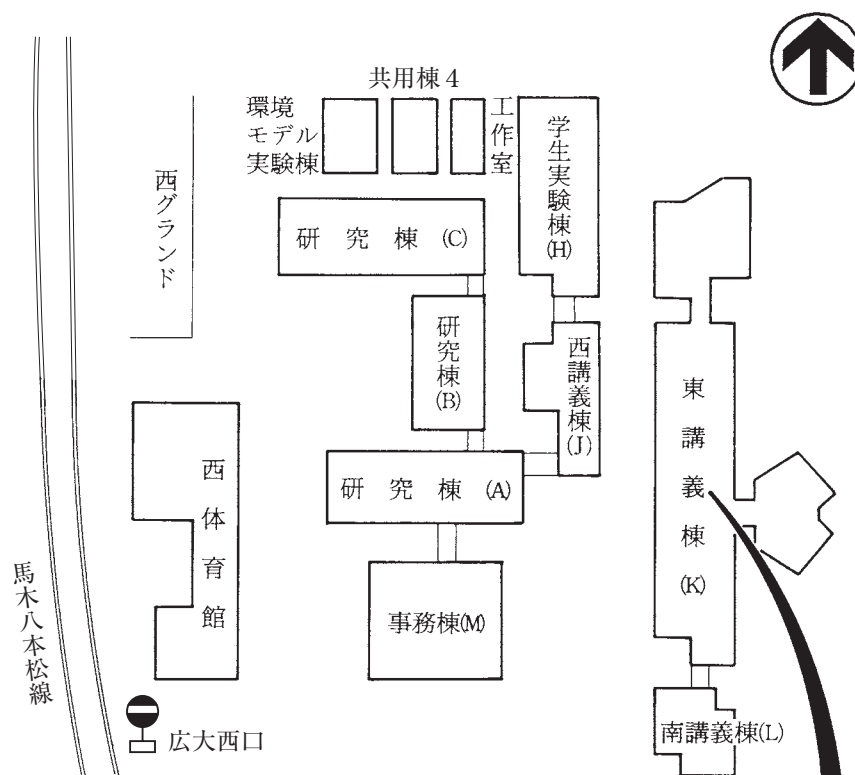 共用棟4
環境
モデル
実験棟
工作室
学生実験棟(H)
西グランド
研究棟(C)
研究棟(B)
西講義棟(J)
東講義棟(K)
研究棟(A)
西体育館
事務棟(M)
馬木八本松線
広大西口
南講義棟(L)